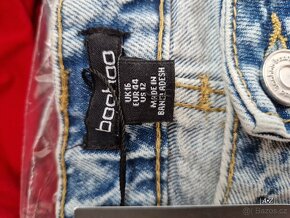 boohoo
UK 16
EUR 44
US 12
MADE IN
BANGLADESH